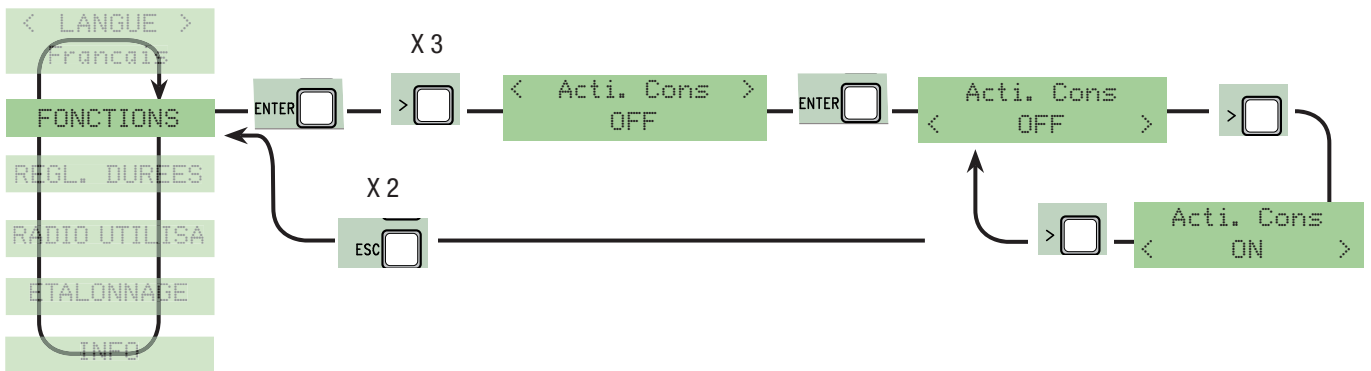 < LANGUE >
Francais
FONCTIONS
REGL. DUREES
RADIO UTILISA
ETALONNAGE
INFO
ENTER
X 3
>
< Acti. Cons >
OFF
ENTER
Acti. Cons
< OFF >
>
Acti. Cons
< ON >
>
X 2
ESC